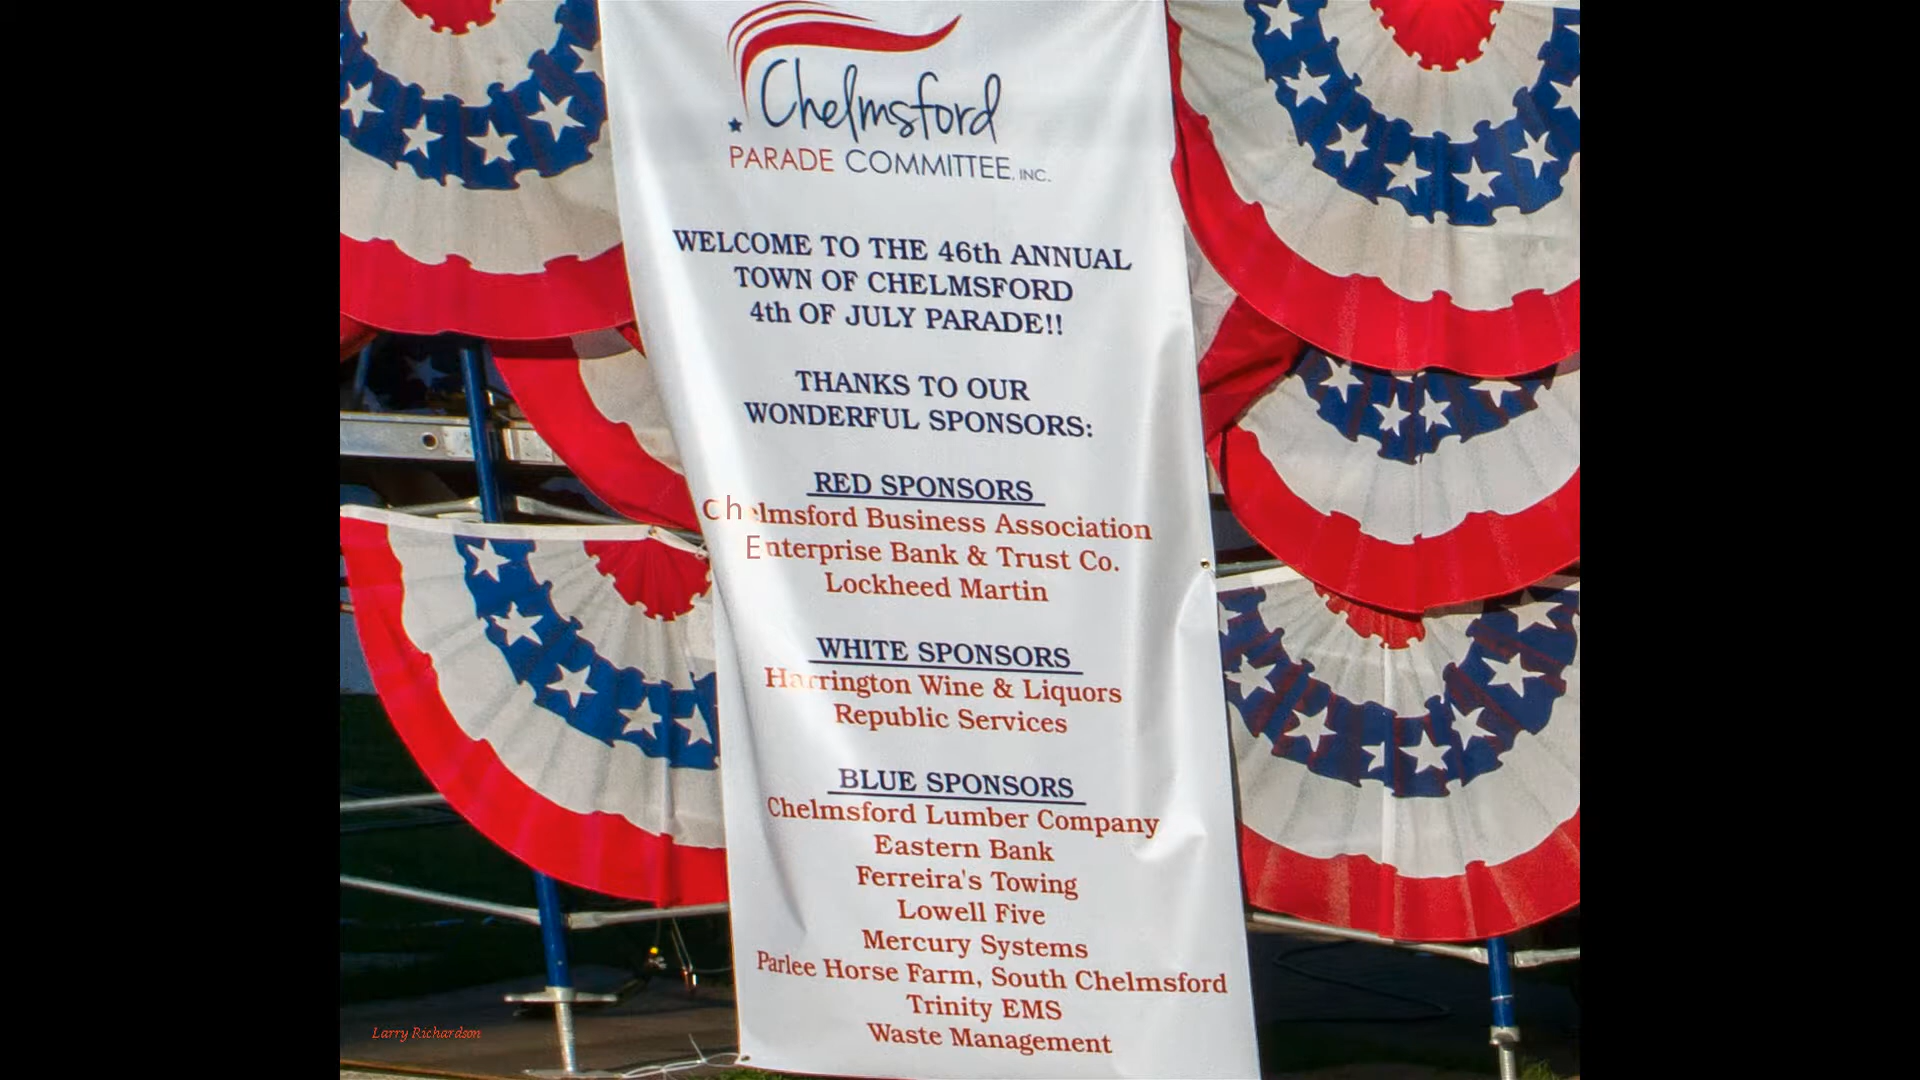 Chelmsford
PARADE COMMITTEE, INC.
WELCOME TO THE 46th ANNUAL
TOWN OF CHELMSFORD
4th OF JULY PARADE!!
THANKS TO OUR
WONDERFUL SPONSORS:
RED SPONSORS
Chelmsford Business Association
Enterprise Bank & Trust Co.
Lockheed Martin
WHITE SPONSORS
Harrington Wine & Liquors
Republic Services
BLUE SPONSORS
Chelmsford Lumber Company
Eastern Bank
Ferreira's Towing
Lowell Five
Mercury Systems
Parlee Horse Farm, South Chelmsford
Trinity EMS
Waste Management
Larry Richardson